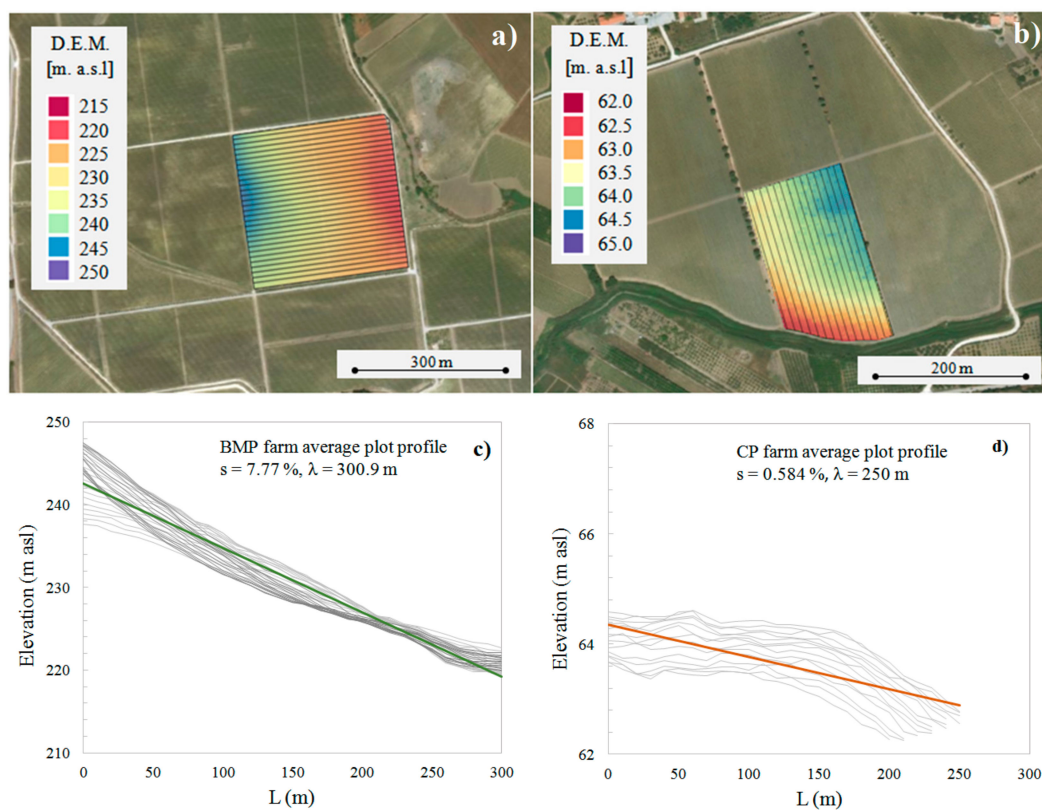 a)
D.E.M.
[m. a.s.l]
215
220
225
230
235
240
245
250
300 m
b)
D.E.M.
[m. a.s.l]
62.0
62.5
63.0
63.5
64.0
64.5
65.0
200 m
c)
BMP farm average plot profile
s = 7.77 %, λ = 300.9 m
Elevation (m asl)
250
240
230
220
210
0 50 100 150 200 250 300
L (m)
d)
CP farm average plot profile
s = 0.584 %, λ = 250 m
Elevation (m asl)
68
66
64
62
0 50 100 150 200 250 300
L (m)